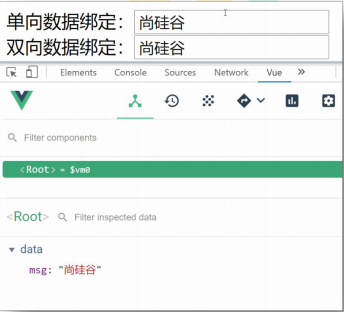 单向数据绑定： 尚硅谷
双向数据绑定： 尚硅谷
Elements Console Sources Network Vue »
Filter components
<Root> = $vm0
<Root> Filter inspected data
data
msg: "尚硅谷"